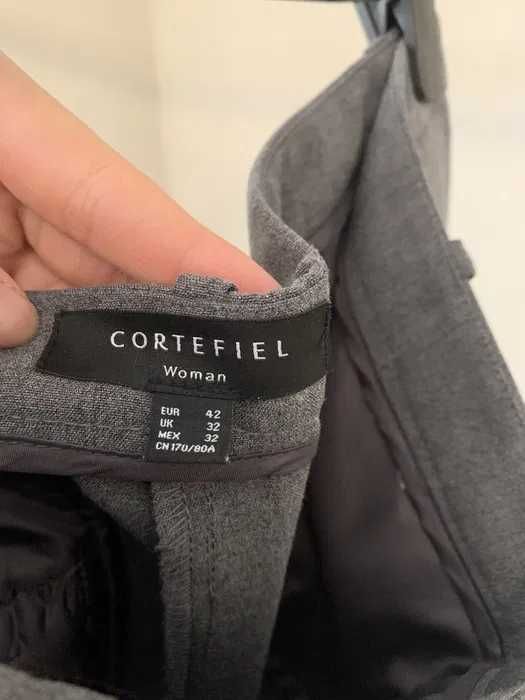 CORTEFIEL
Woman
EUR 42
UK 32
MEX 32
CN 170/80A